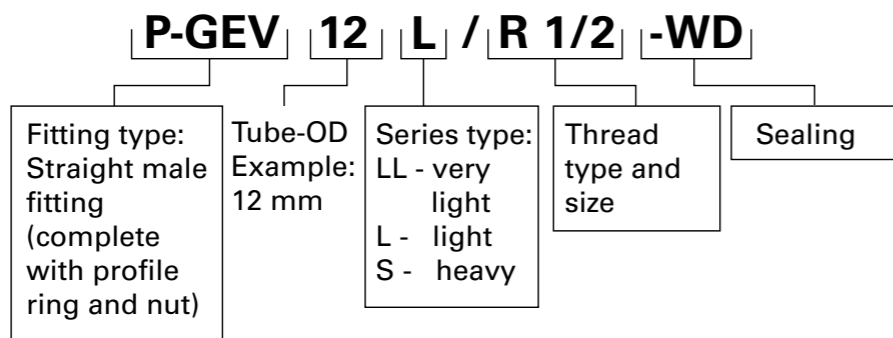 P-GEV 12 L / R 1/2 -WD
Fitting type:
Straight male
fitting
(complete
with profile
ring and nut)
Tube-OD
Example:
12 mm
Series type:
LL - very
light
L - light
S - heavy
Thread
type and
size
Sealing